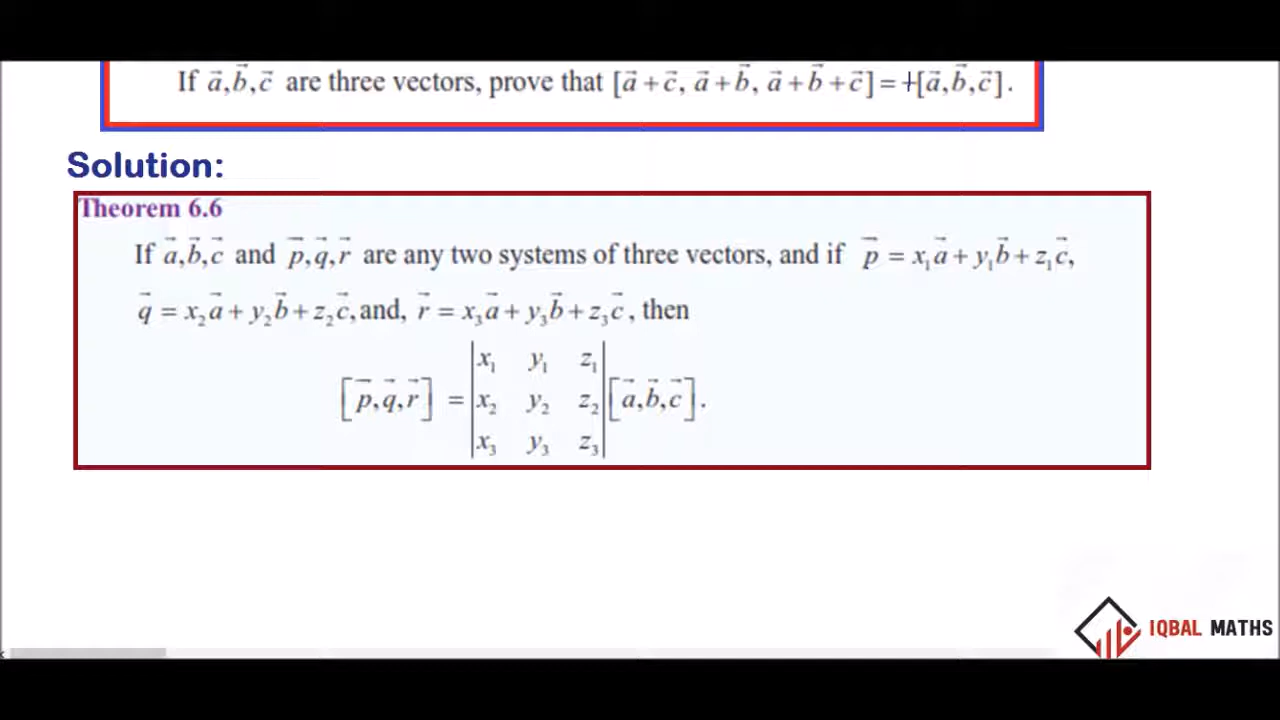 If a⃗,b⃗,c⃗ are three vectors, prove that [a⃗+c⃗, a⃗+b⃗, a⃗+b⃗+c⃗]=+[a⃗,b⃗,c⃗].
Solution:
Theorem 6.6
If a⃗,b⃗,c⃗ and p⃗,q⃗,r⃗ are any two systems of three vectors, and if p⃗ = x₁a⃗+y₁b⃗+z₁c⃗,
q⃗ = x₂a⃗+y₂b⃗+z₂c⃗, and, r⃗ = x₃a⃗+y₃b⃗+z₃c⃗, then
x₁ y₁ z₁
[p⃗,q⃗,r⃗] = |x₂ y₂ z₂| [a⃗,b⃗,c⃗].
x₃ y₃ z₃
IQBAL MATHS